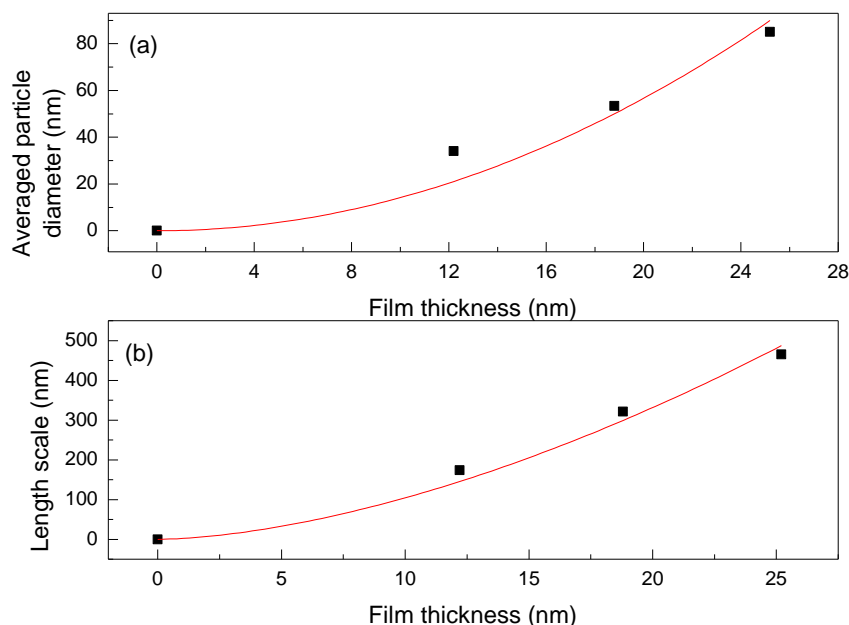 (a)
80
60
40
20
0
Averaged particle
diameter (nm)
0 4 8 12 16 20 24 28
Film thickness (nm)
(b)
500
400
300
200
100
0
Length scale (nm)
0 5 10 15 20 25
Film thickness (nm)